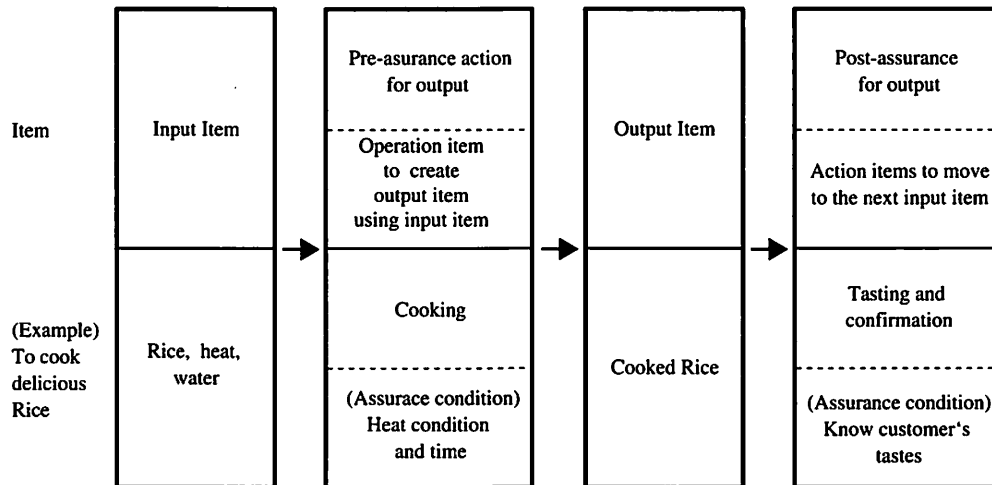 Item
Input Item
Pre-asurance action
for output
Operation item
to create
output item
using input item
Output Item
Post-assurance
for output
Action items to move
to the next input item
(Example)
To cook
delicious
Rice
Rice, heat,
water
Cooking
(Assurace condition)
Heat condition
and time
Cooked Rice
Tasting and
confirmation
(Assurance condition)
Know customer‘s
tastes